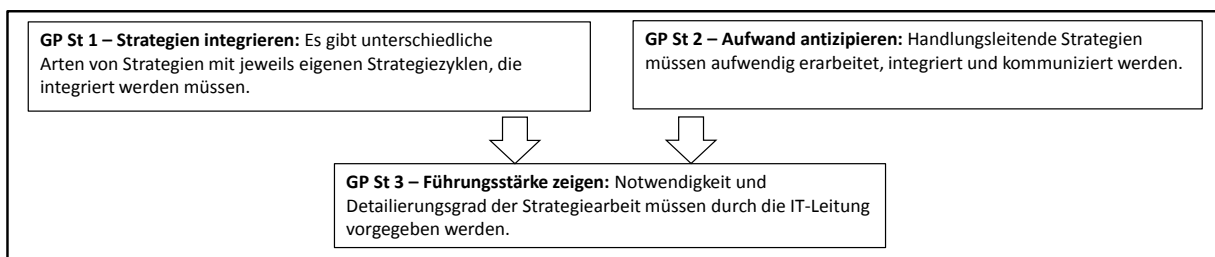 GP St 1 – Strategien integrieren: Es gibt unterschiedliche
Arten von Strategien mit jeweils eigenen Strategiezyklen, die
integriert werden müssen.
GP St 2 – Aufwand antizipieren: Handlungsleitende Strategien
müssen aufwendig erarbeitet, integriert und kommuniziert werden.
GP St 3 – Führungsstärke zeigen: Notwendigkeit und
Detailierungsgrad der Strategiearbeit müssen durch die IT-Leitung
vorgegeben werden.